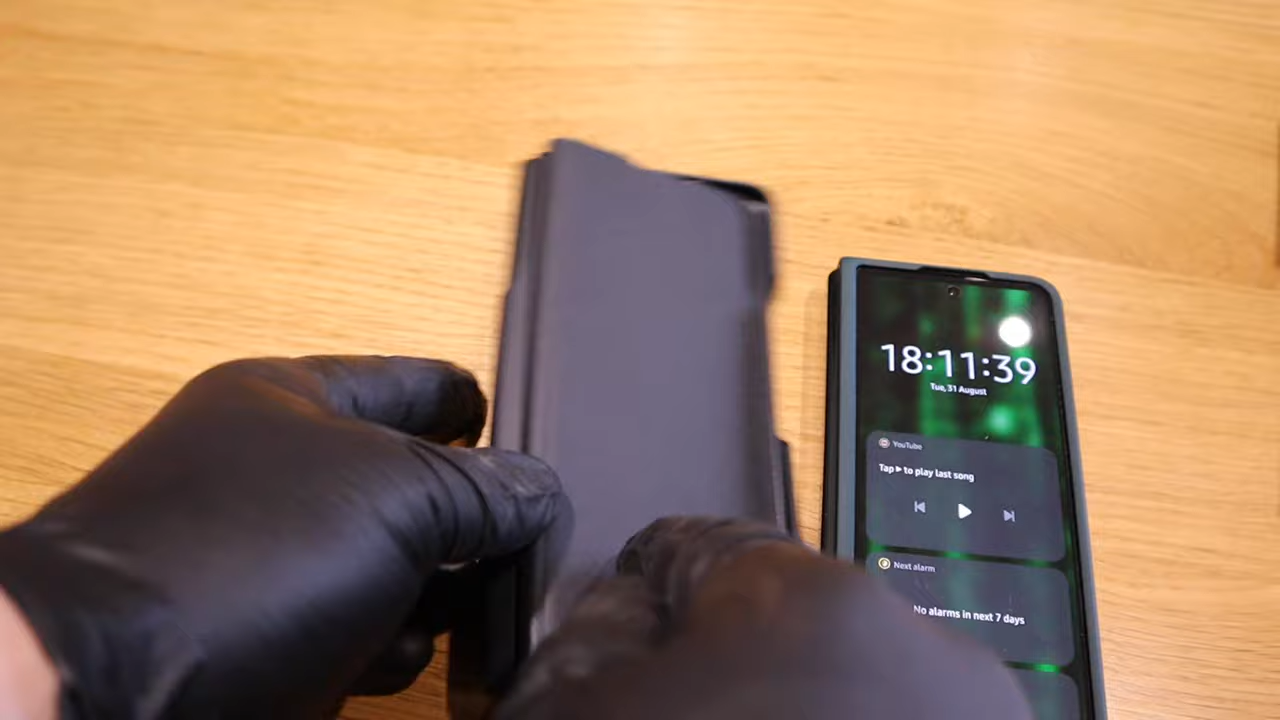 18:11:39
Tue, 31 August
YouTube
Tap ▶ to play last song
Next alarm
No alarms in next 7 days